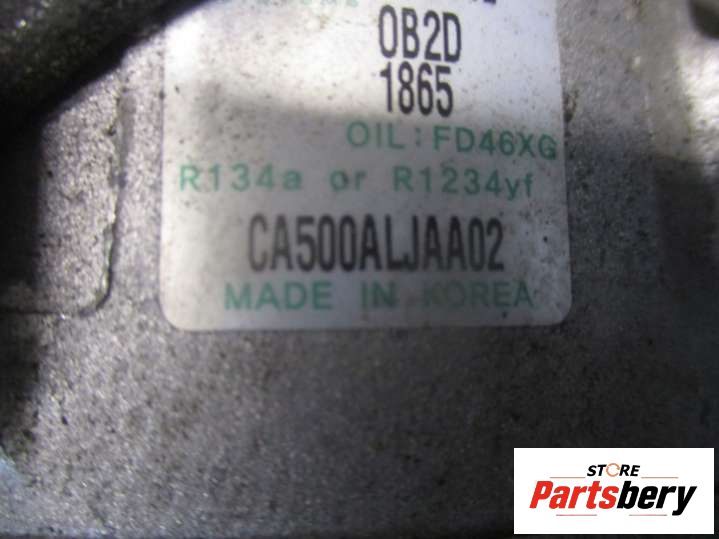 0B2D
1865
OIL: FD46XG
R134a or R1234yf
CA500ALJAA02
MADE IN KOREA
STORE
Partsbery